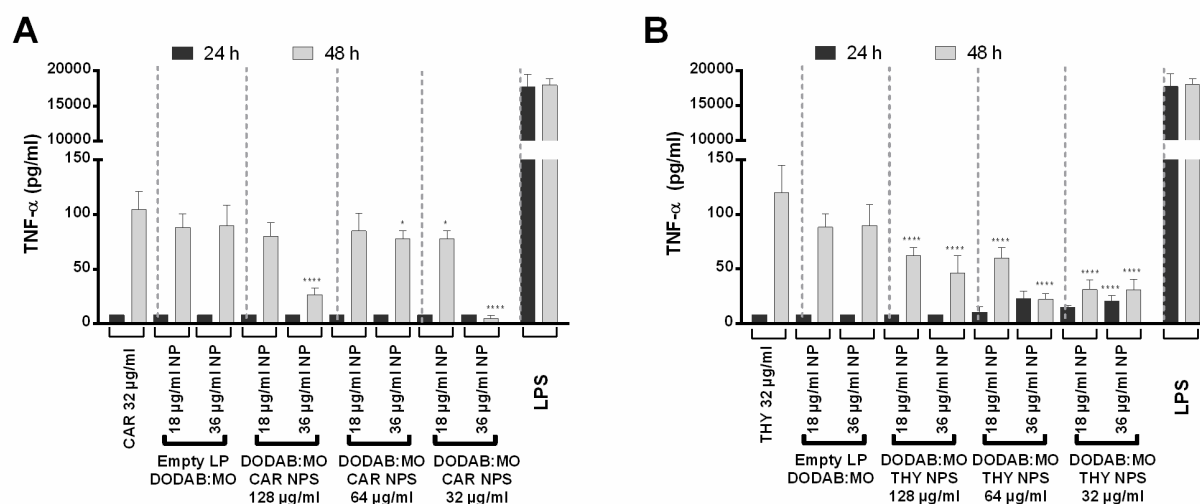 A
24 h
48 h
TNF-α (pg/ml)
20000
15000
10000
150
100
50
0
*
*
****
****
CAR 32 µg/ml
18 µg/ml NP
36 µg/ml NP
18 µg/ml NP
36 µg/ml NP
18 µg/ml NP
36 µg/ml NP
18 µg/ml NP
36 µg/ml NP
LPS
Empty LP
DODAB:MO
DODAB:MO
CAR NPS
128 µg/ml
DODAB:MO
CAR NPS
64 µg/ml
DODAB:MO
CAR NPS
32 µg/ml
B
24 h
48 h
TNF-α (pg/ml)
20000
15000
10000
150
100
50
0
****
****
****
****
****
****
****
THY 32 µg/ml
18 µg/ml NP
36 µg/ml NP
18 µg/ml NP
36 µg/ml NP
18 µg/ml NP
36 µg/ml NP
18 µg/ml NP
36 µg/ml NP
LPS
Empty LP
DODAB:MO
DODAB:MO
THY NPS
128 µg/ml
DODAB:MO
THY NPS
64 µg/ml
DODAB:MO
THY NPS
32 µg/ml